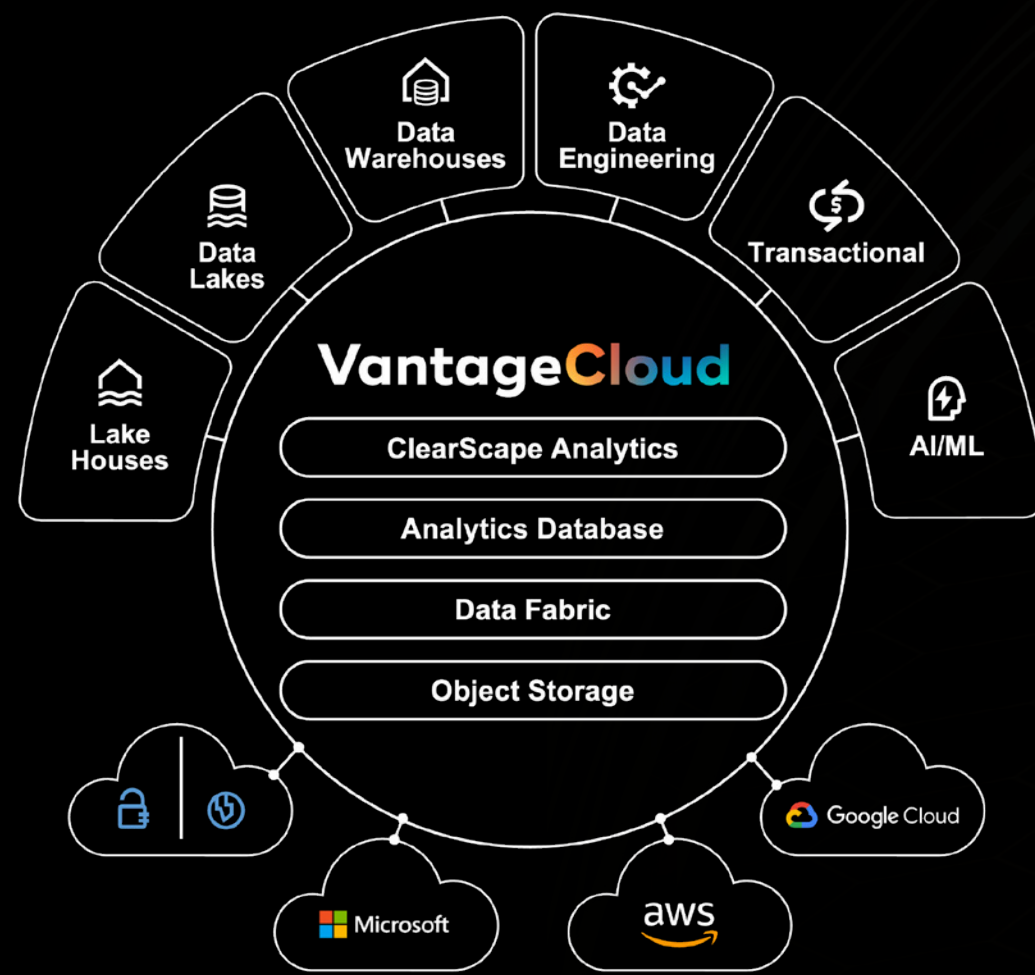 Data
Warehouses
Data
Engineering
Data
Lakes
Transactional
Lake
Houses
AI/ML
VantageCloud
ClearScape Analytics
Analytics Database
Data Fabric
Object Storage
Google Cloud
Microsoft
aws